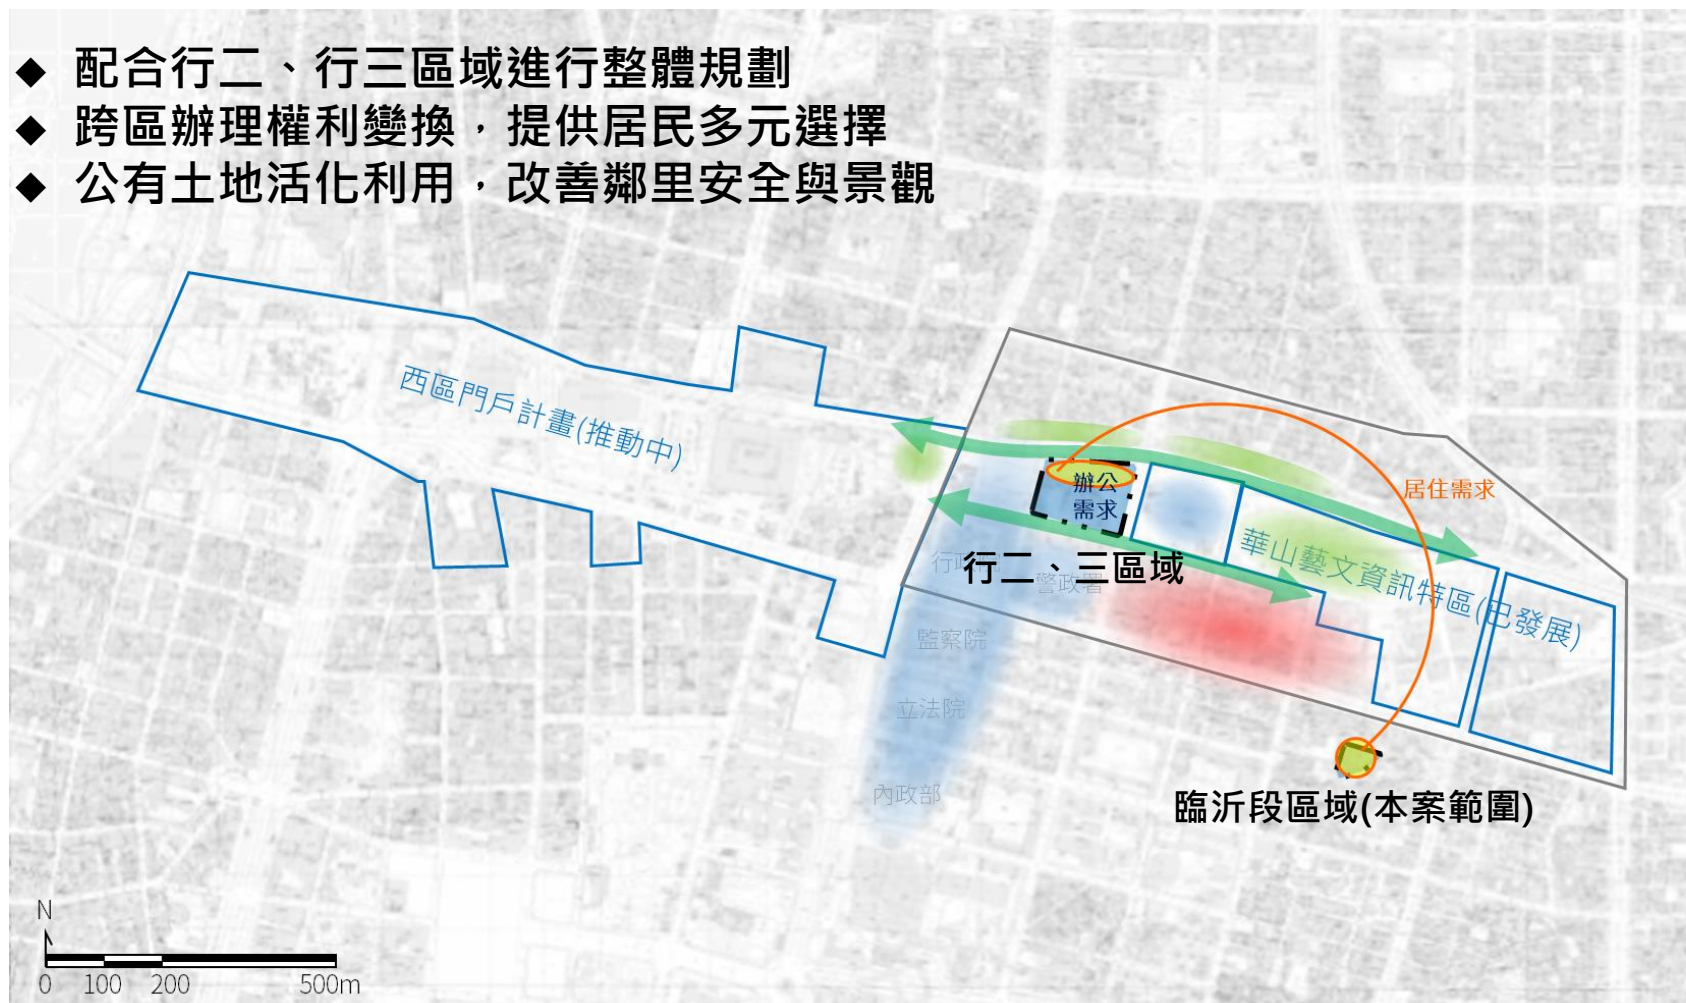 ◆ 配合行二、行三區域進行整體規劃
◆ 跨區辦理權利變換，提供居民多元選擇
◆ 公有土地活化利用，改善鄰里安全與景觀
西區門戶計畫(推動中)
辦公
需求
居住需求
華山藝文資訊特區(已發展)
行政院
行二、三區域
警政署
監察院
立法院
內政部
臨沂段區域(本案範圍)
N
0 100 200 500m